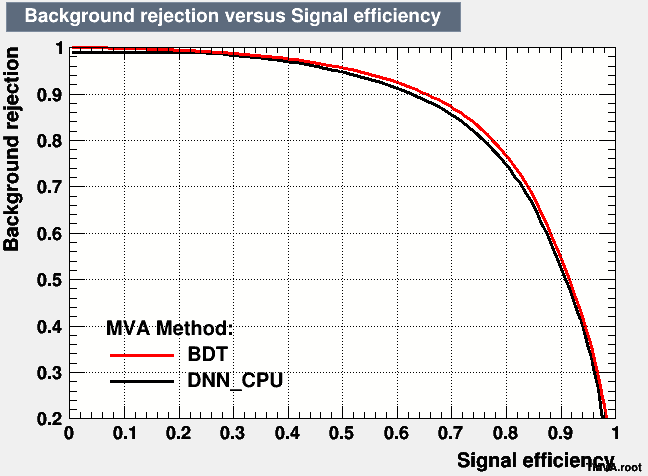 Background rejection versus Signal efficiency
Background rejection
1
0.9
0.8
0.7
0.6
0.5
0.4
0.3
0.2
MVA Method:
BDT
DNN_CPU
0 0.1 0.2 0.3 0.4 0.5 0.6 0.7 0.8 0.9 1
Signal efficiency
TMVA.root